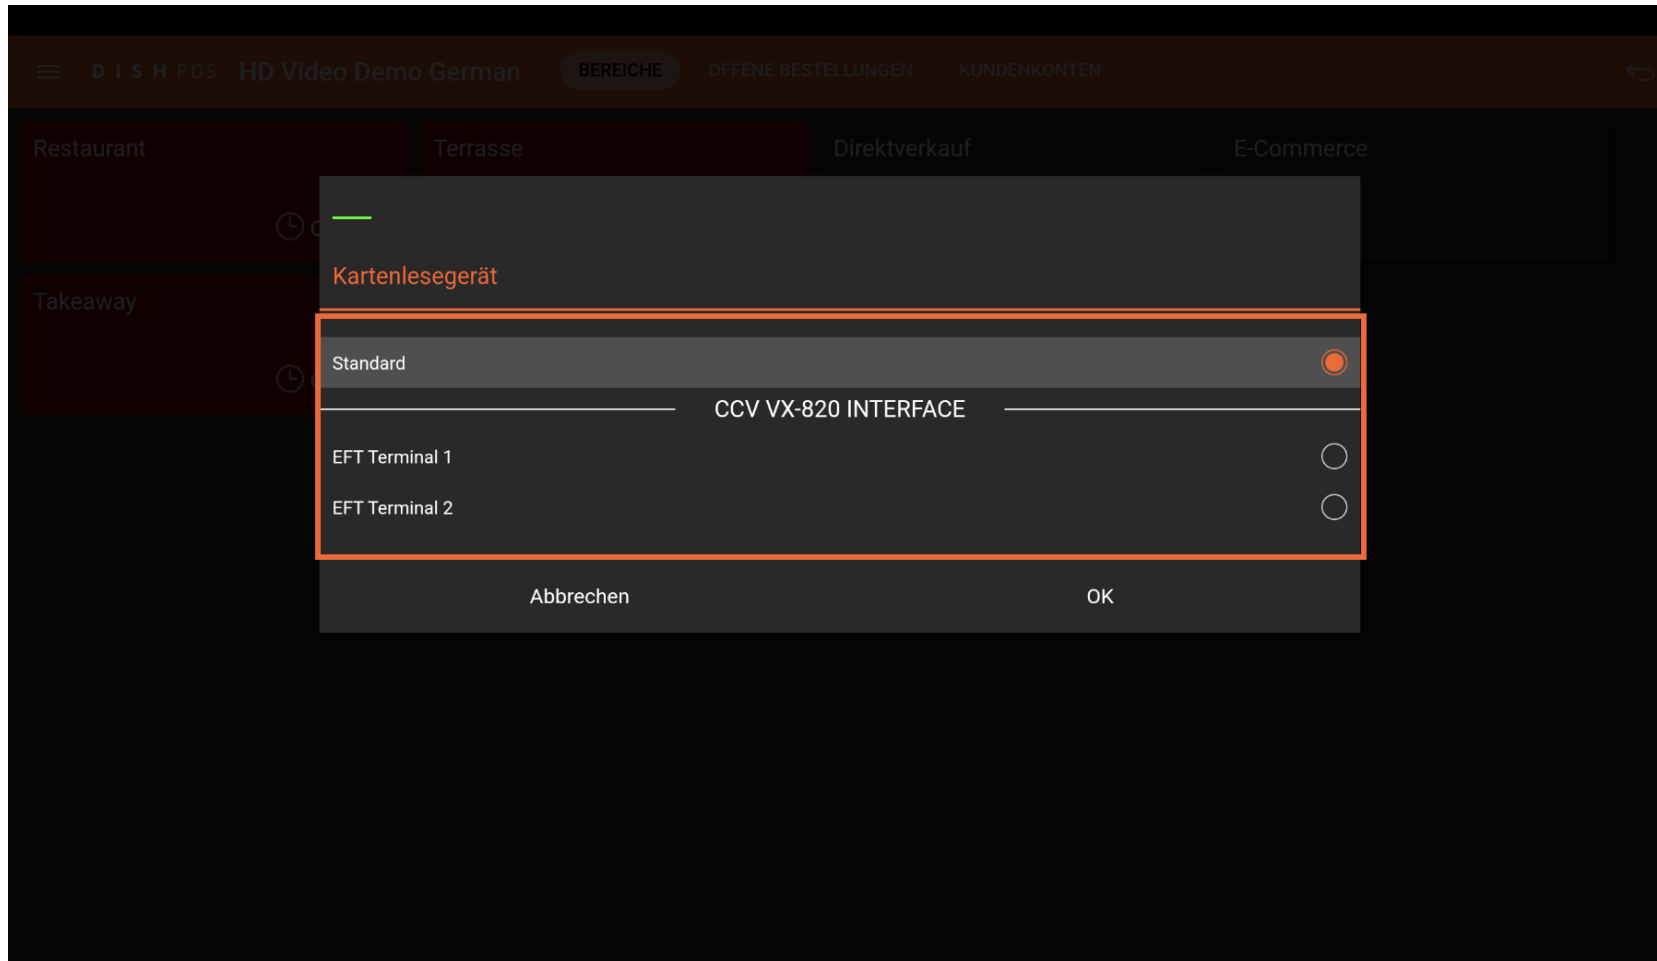 DISH POS HD Video Demo German BEREICHE OFFENE BESTELLUNGEN KUNDENKONTEN
Restaurant Terrasse Direktverkauf E-Commerce
Kartenlesegerät
Takeaway
Standard
CCV VX-820 INTERFACE
EFT Terminal 1
EFT Terminal 2
Abbrechen OK